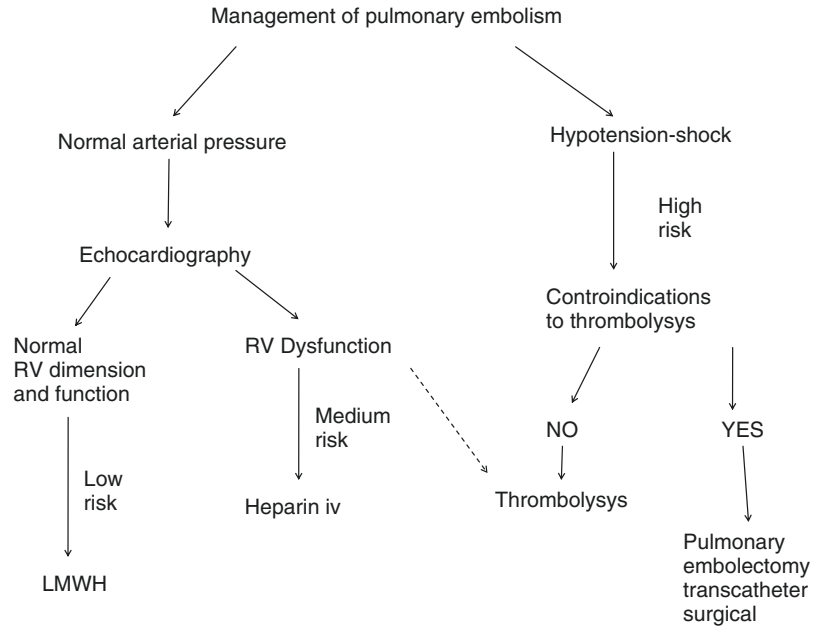 Management of pulmonary embolism
Normal arterial pressure
Hypotension-shock
High
risk
Echocardiography
Controindications
to thrombolysys
Normal
RV dimension
and function
RV Dysfunction
Medium
risk
NO
YES
Low
risk
Heparin iv
Thrombolysys
LMWH
Pulmonary
embolectomy
transcatheter
surgical